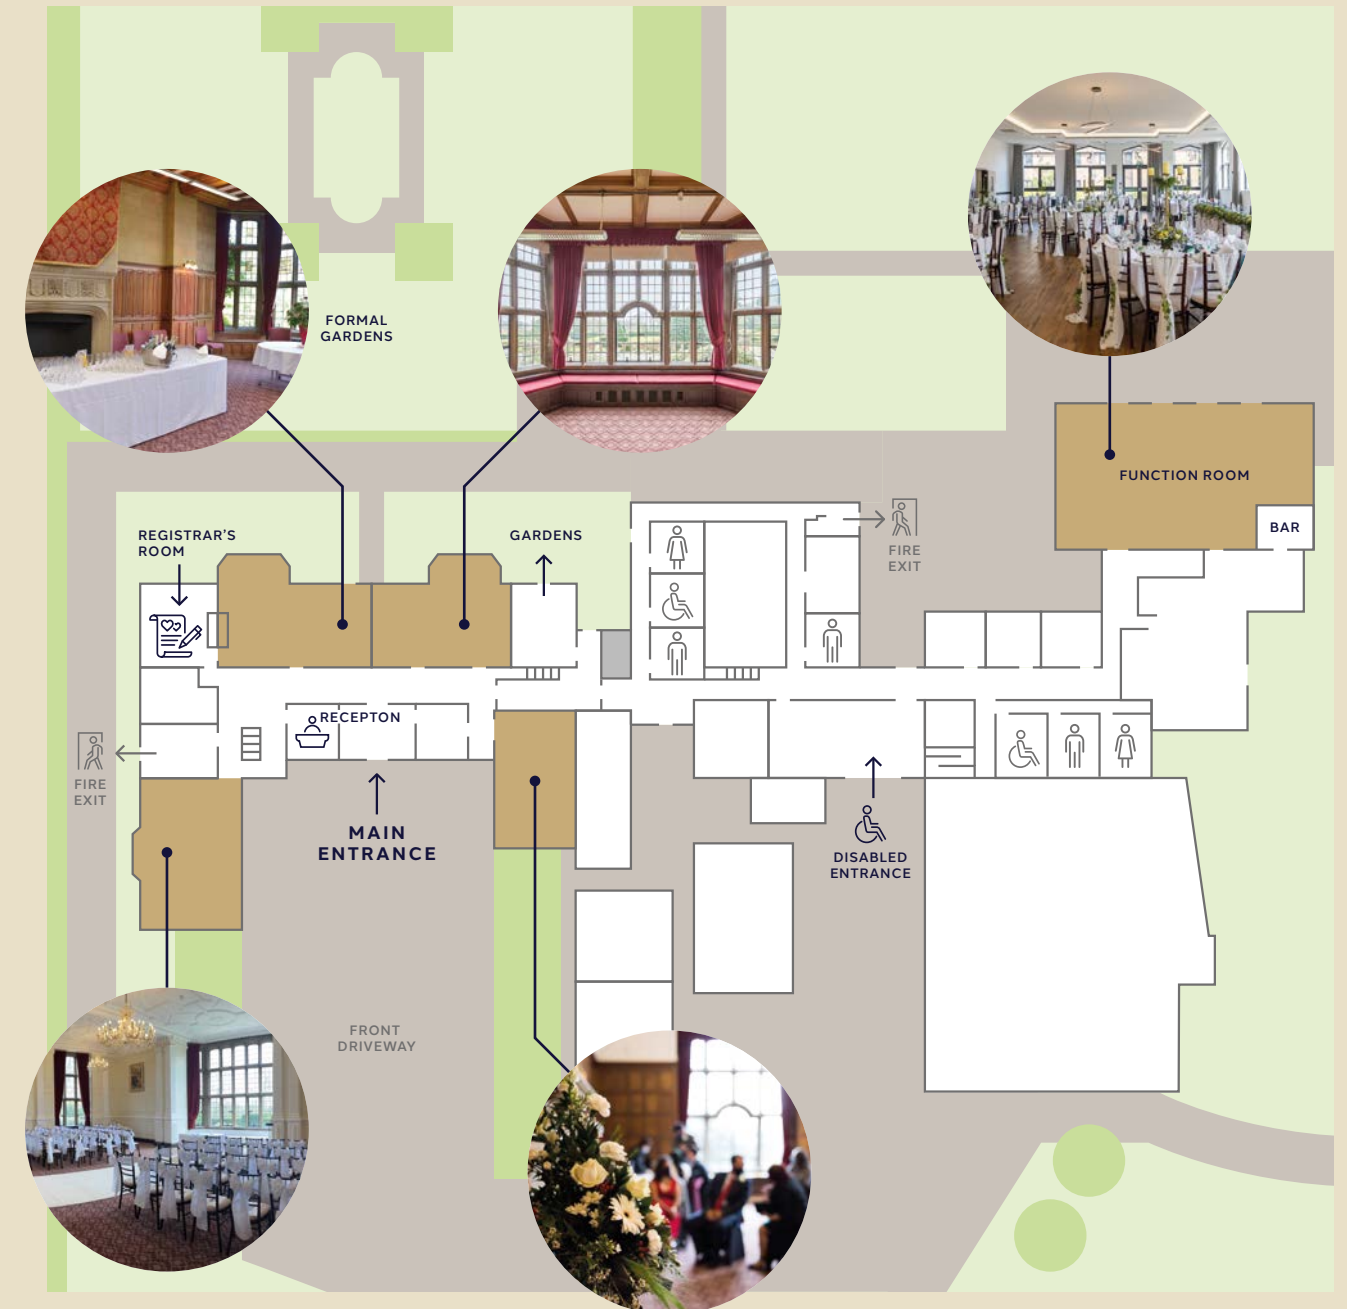 FORMAL
GARDENS
FUNCTION ROOM
BAR
REGISTRAR'S
ROOM
GARDENS
FIRE
EXIT
RECEPTON
FIRE
EXIT
MAIN
ENTRANCE
DISABLED
ENTRANCE
FRONT
DRIVEWAY